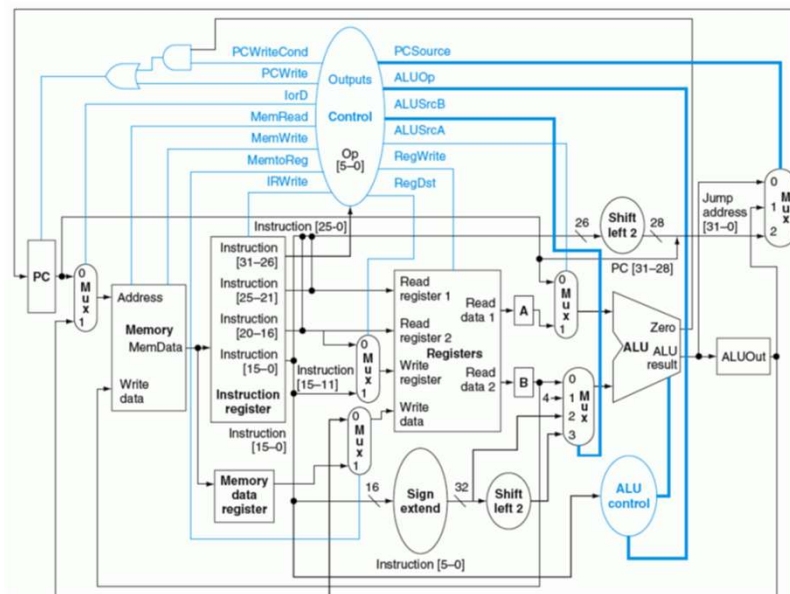 PCWriteCond
PCWrite
IorD
MemRead
MemWrite
MemtoReg
IRWrite
Outputs
Control
Op
[5–0]
PCSource
ALUOp
ALUSrcB
ALUSrcA
RegWrite
RegDst
Instruction [25-0]
26
Shift
left 2
28
Jump
address
[31–0]
PC [31–28]
0
1
2
M
u
x
PC
0
M
u
x
1
Address
Memory
MemData
Write
data
Instruction
[31–26]
Instruction
[25–21]
Instruction
[20–16]
Instruction
[15–0]
Instruction
register
Instruction
[15–0]
Instruction
[15–11]
0
M
u
x
1
0
M
u
x
1
Memory
data
register
Read
register 1
Read
register 2
Registers
Write
register
Write
data
Read
data 1
Read
data 2
A
B
0
M
u
x
1
4
0
1
2
3
M
u
x
16
Sign
extend
32
Shift
left 2
Instruction [5–0]
Zero
ALU
ALU
result
ALUOut
ALU
control